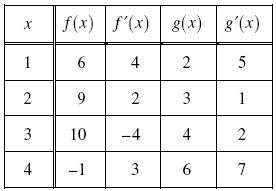 x f(x) f′(x) g(x) g′(x)
1 6 4 2 5
2 9 2 3 1
3 10 −4 4 2
4 −1 3 6 7